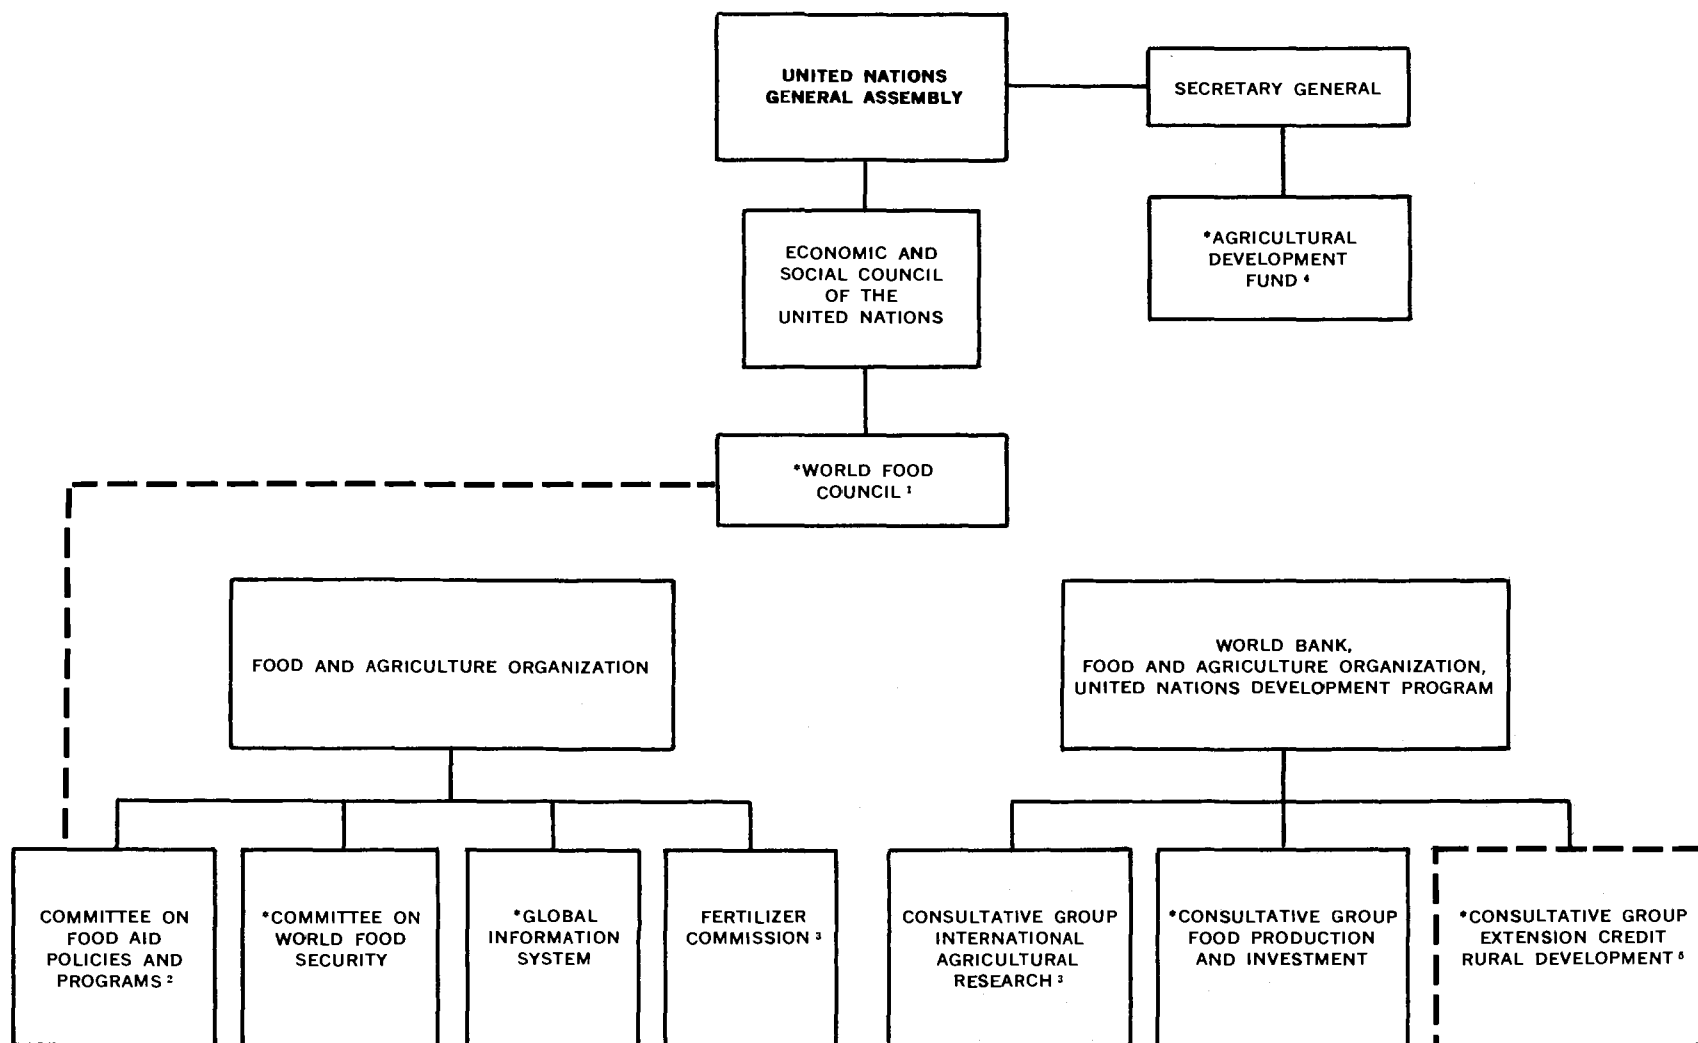 UNITED NATIONS
GENERAL ASSEMBLY
SECRETARY GENERAL
*AGRICULTURAL
DEVELOPMENT
FUND ⁴
ECONOMIC AND
SOCIAL COUNCIL
OF THE
UNITED NATIONS
*WORLD FOOD
COUNCIL ¹
FOOD AND AGRICULTURE ORGANIZATION
WORLD BANK,
FOOD AND AGRICULTURE ORGANIZATION,
UNITED NATIONS DEVELOPMENT PROGRAM
COMMITTEE ON
FOOD AID
POLICIES AND
PROGRAMS ²
*COMMITTEE ON
WORLD FOOD
SECURITY
*GLOBAL
INFORMATION
SYSTEM
FERTILIZER
COMMISSION ³
CONSULTATIVE GROUP
INTERNATIONAL
AGRICULTURAL
RESEARCH ³
*CONSULTATIVE GROUP
FOOD PRODUCTION
AND INVESTMENT
*CONSULTATIVE GROUP
EXTENSION CREDIT
RURAL DEVELOPMENT ⁵